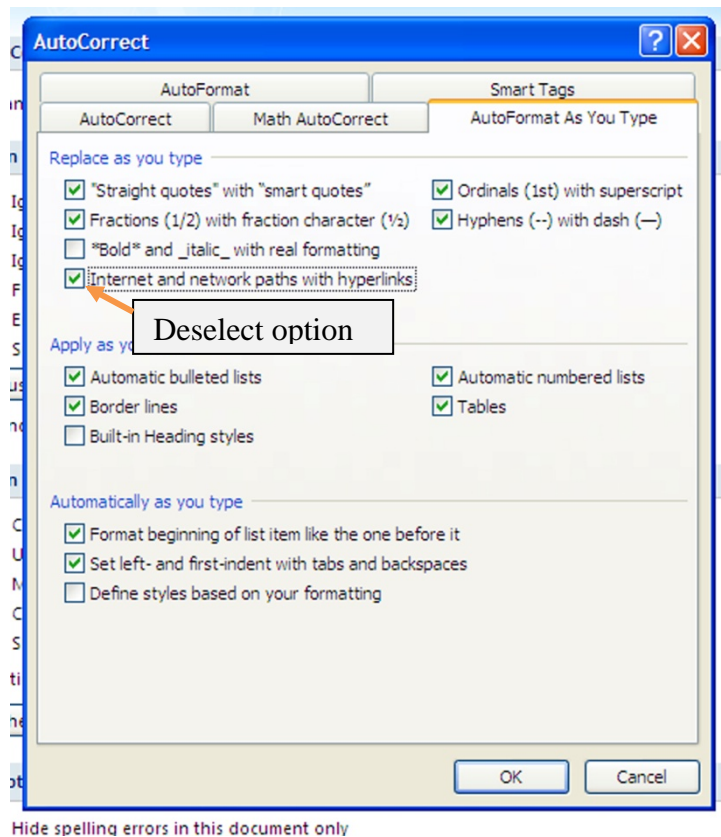 AutoCorrect
AutoFormat Smart Tags
AutoCorrect Math AutoCorrect AutoFormat As You Type
Replace as you type
"Straight quotes" with “smart quotes” Ordinals (1st) with superscript
Fractions (1/2) with fraction character (½) Hyphens (--) with dash (—)
*Bold* and _italic_ with real formatting
Internet and network paths with hyperlinks
Deselect option
Apply as yo
Automatic bulleted lists Automatic numbered lists
Border lines Tables
Built-in Heading styles
Automatically as you type
Format beginning of list item like the one before it
Set left- and first-indent with tabs and backspaces
Define styles based on your formatting
OK Cancel
Hide spelling errors in this document only